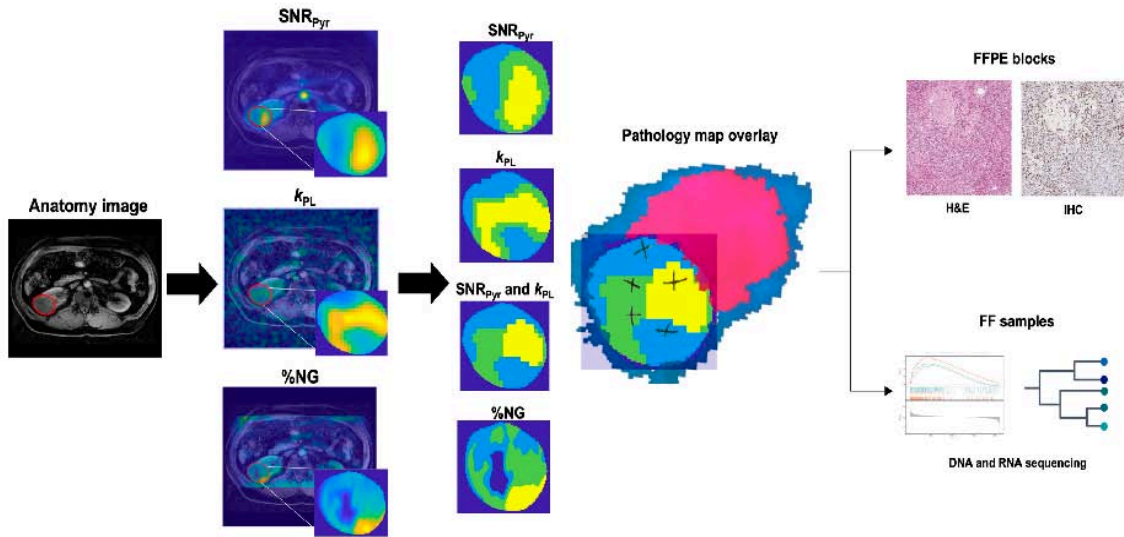 SNRPyr
kPL
%NG
Anatomy image
SNRPyr
kPL
SNRPyr and kPL
%NG
Pathology map overlay
FFPE blocks
H&E
IHC
FF samples
DNA and RNA sequencing